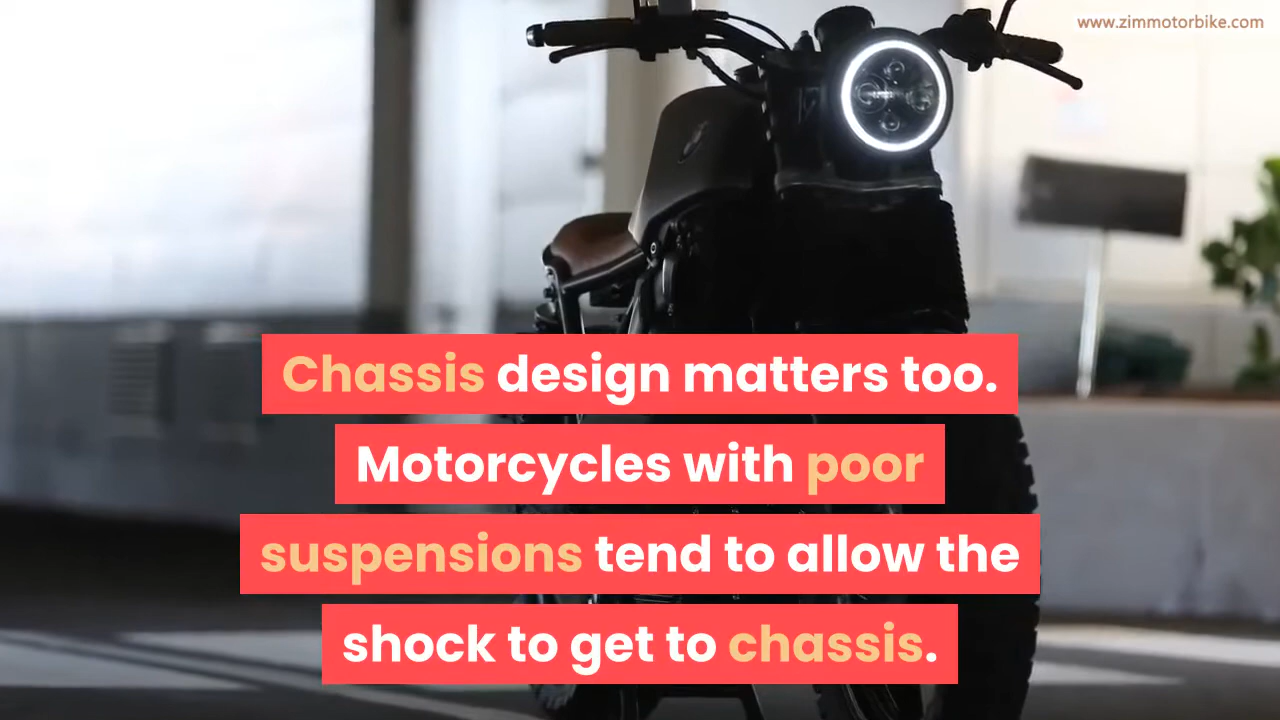 www.zimmotorbike.com
Chassis design matters too.
Motorcycles with poor
suspensions tend to allow the
shock to get to chassis.